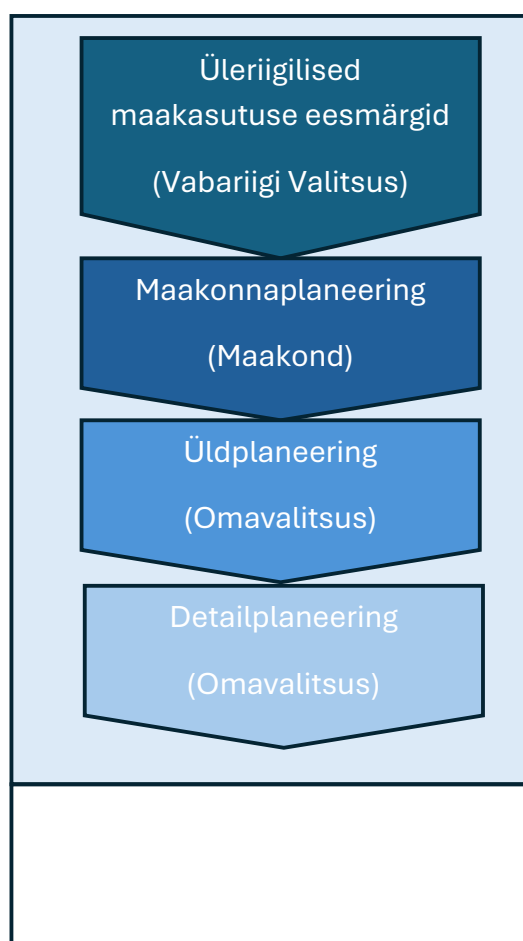 Üleriigilised
maakasutuse eesmärgid
(Vabariigi Valitsus)
Maakonnaplaneering
(Maakond)
Üldplaneering
(Omavalitsus)
Detailplaneering
(Omavalitsus)